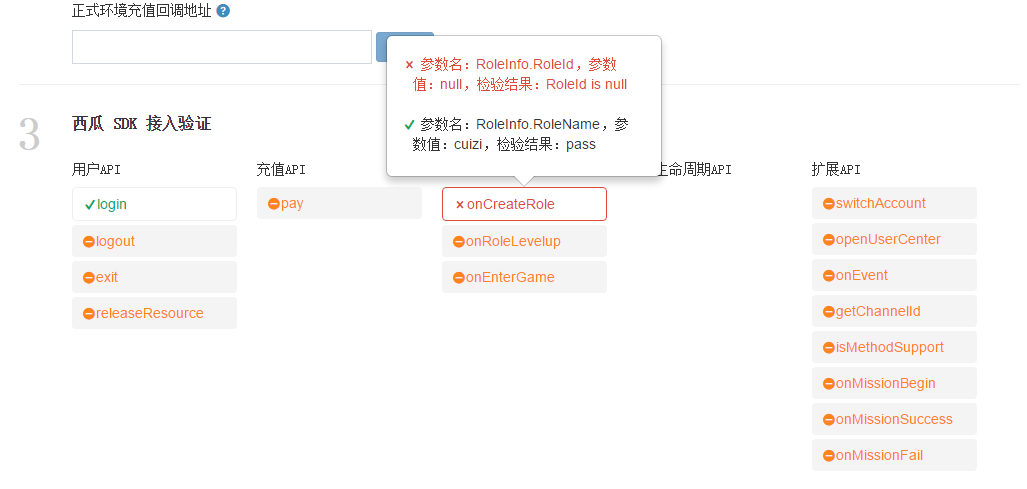 正式环境充值回调地址 ?
参数名：RoleInfo.RoleId，参数
值：null，检验结果：RoleId is null
参数名：RoleInfo.RoleName，参
数值：cuizi，检验结果：pass
3 西瓜 SDK 接入验证
用户API
login
logout
exit
releaseResource
充值API
pay
onCreateRole
onRoleLevelup
onEnterGame
生命周期API
扩展API
switchAccount
openUserCenter
onEvent
getChannelId
isMethodSupport
onMissionBegin
onMissionSuccess
onMissionFail